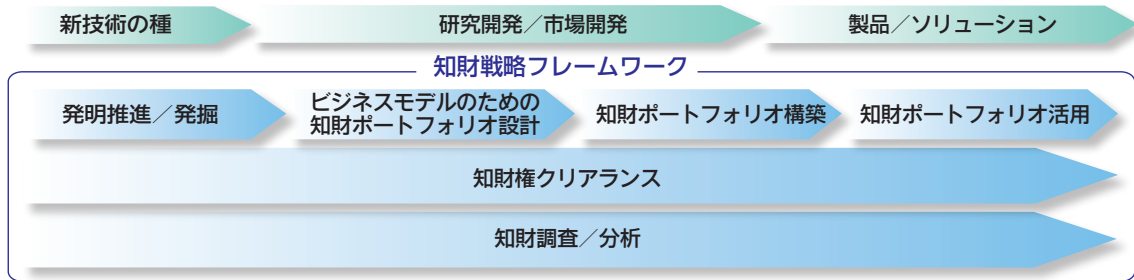 新技術の種
研究開発／市場開発
製品／ソリューション
知財戦略フレームワーク
発明推進／発掘
ビジネスモデルのための
知財ポートフォリオ設計
知財ポートフォリオ構築
知財ポートフォリオ活用
知財権クリアランス
知財調査／分析